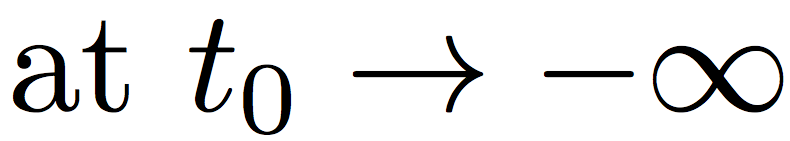 at t₀ → −∞